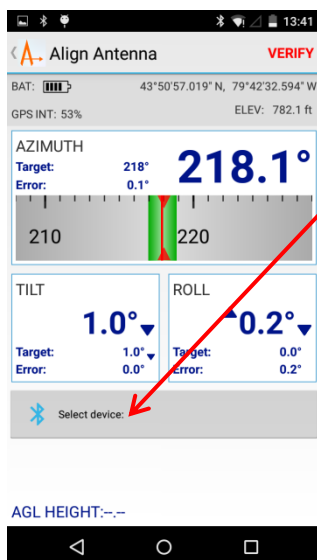 13:41
Align Antenna
VERIFY
BAT:
43°50'57.019" N, 79°42'32.594" W
GPS INT: 53%
ELEV: 782.1 ft
AZIMUTH
Target: 218°
Error: 0.1°
218.1°
210
220
TILT
1.0°
Target: 1.0°
Error: 0.0°
ROLL
0.2°
Target: 0.0°
Error: 0.2°
Select device:
AGL HEIGHT:--.--